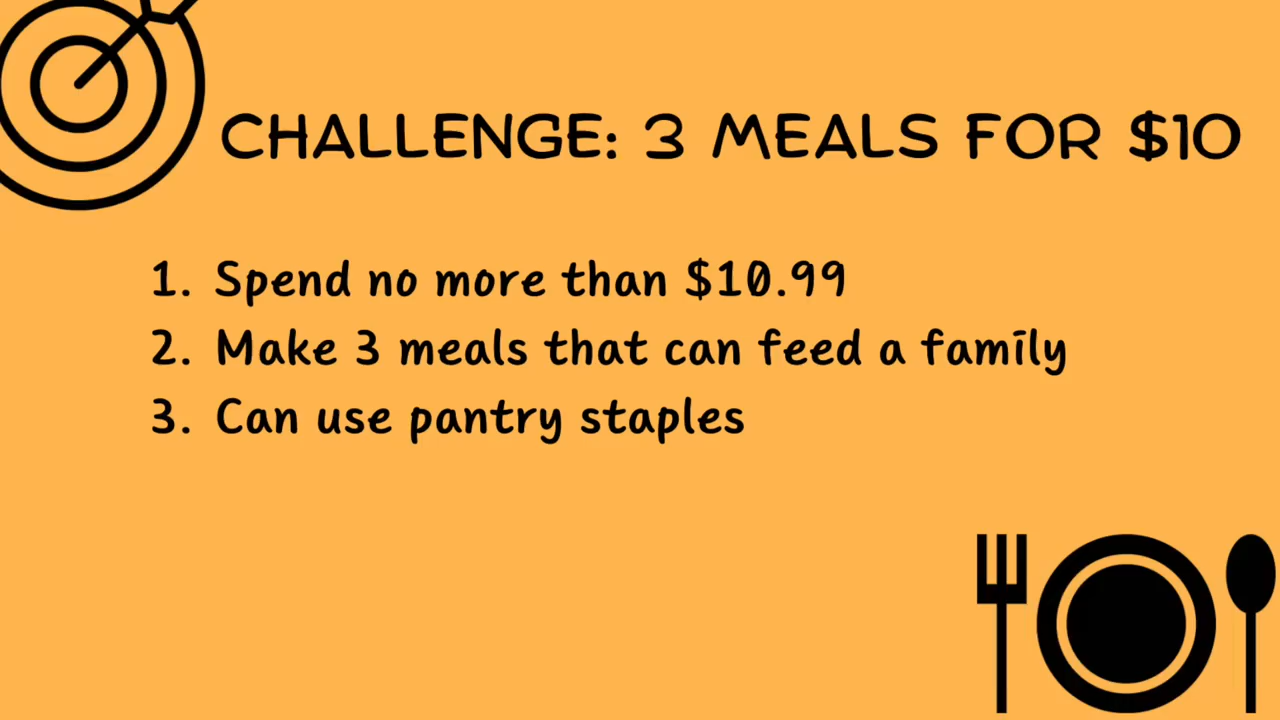 CHALLENGE: 3 MEALS FOR $10
1. Spend no more than $10.99
2. Make 3 meals that can feed a family
3. Can use pantry staples